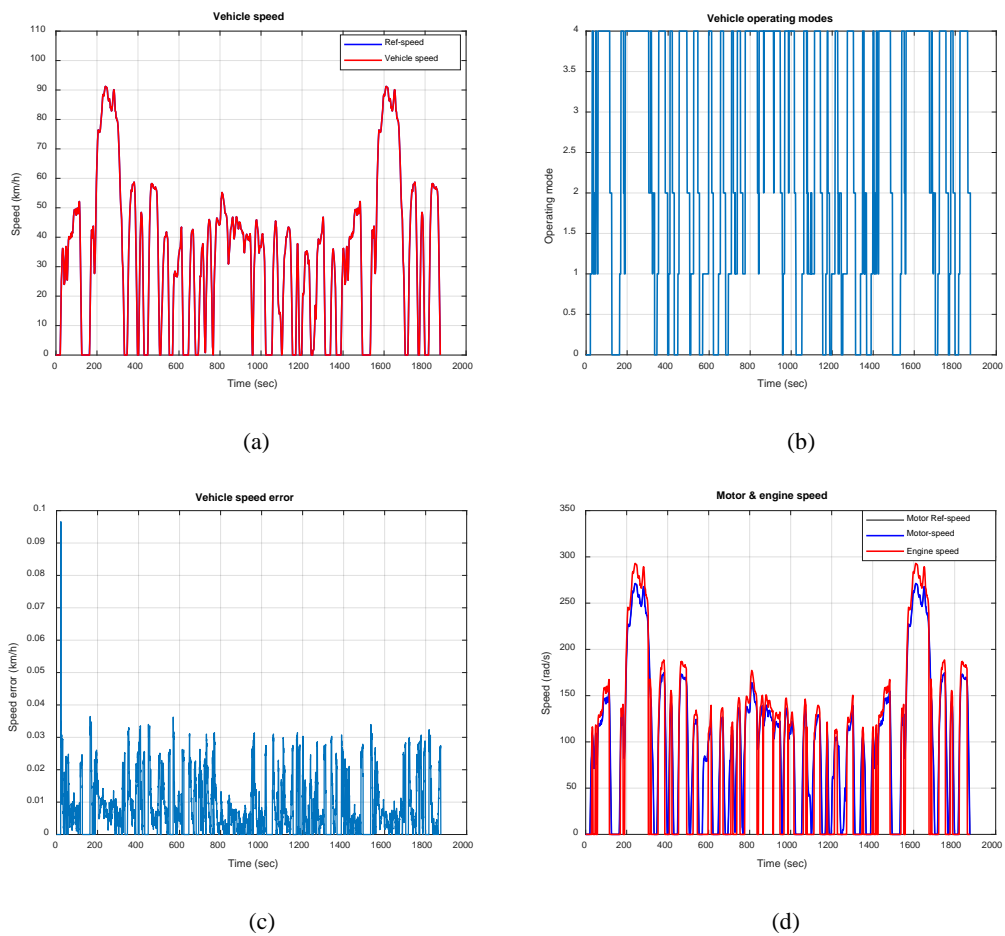 Vehicle speed
110
100
90
80
70
60
50
40
30
20
10
0
Speed (km/h)
Ref-speed
Vehicle speed
0 200 400 600 800 1000 1200 1400 1600 1800 2000
Time (sec)
(a)
Vehicle operating modes
4
3.5
3
2.5
2
1.5
1
0.5
0
Operating mode
0 200 400 600 800 1000 1200 1400 1600 1800 2000
Time (sec)
(b)
Vehicle speed error
0.1
0.09
0.08
0.07
0.06
0.05
0.04
0.03
0.02
0.01
0
Speed error (km/h)
0 200 400 600 800 1000 1200 1400 1600 1800 2000
Time (sec)
(c)
Motor & engine speed
350
300
250
200
150
100
50
0
Speed (rad/s)
Motor Ref-speed
Motor-speed
Engine speed
0 200 400 600 800 1000 1200 1400 1600 1800 2000
Time (sec)
(d)